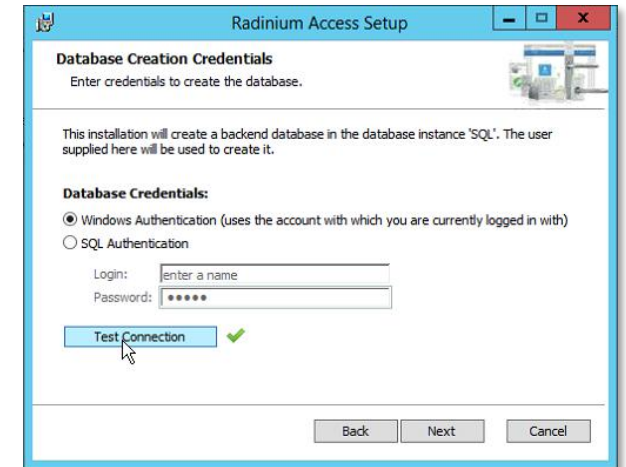 Radinium Access Setup
Database Creation Credentials
Enter credentials to create the database.
This installation will create a backend database in the database instance 'SQL'. The user
supplied here will be used to create it.
Database Credentials:
Windows Authentication (uses the account with which you are currently logged in with)
SQL Authentication
Login: enter a name
Password: •••••
Test Connection
Back Next Cancel